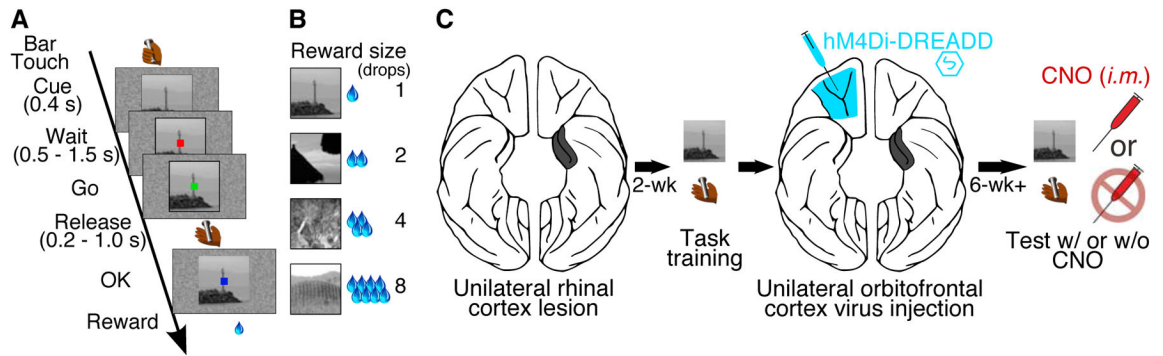 A
Bar
Touch
Cue
(0.4 s)
Wait
(0.5 - 1.5 s)
Go
Release
(0.2 - 1.0 s)
OK
Reward
B
Reward size
(drops)
1
2
4
8
C
Unilateral rhinal
cortex lesion
2-wk
Task
training
hM4Di-DREADD
Unilateral orbitofrontal
cortex virus injection
6-wk+
CNO (i.m.)
or
Test w/ or w/o
CNO